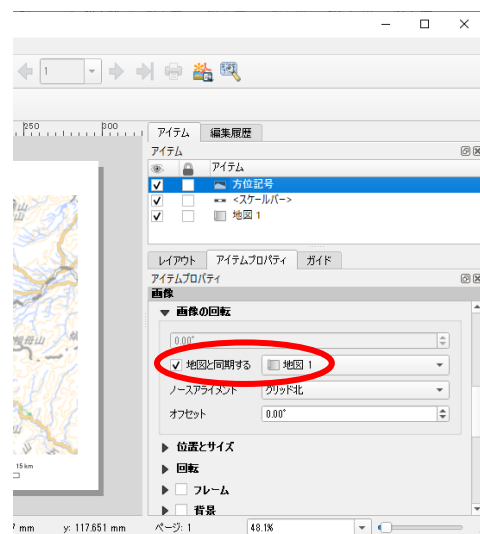 1
250 300
アイテム 編集履歴
アイテム
アイテム
方位記号
<スケールバー>
地図 1
レイアウト アイテムプロパティ ガイド
アイテムプロパティ
画像
画像の回転
0.00°
地図と同期する 地図 1
ノースアライメント グリッド北
オフセット 0.00°
位置とサイズ
回転
フレーム
背景
15 km
7 mm y: 117.651 mm ページ: 1 48.1%